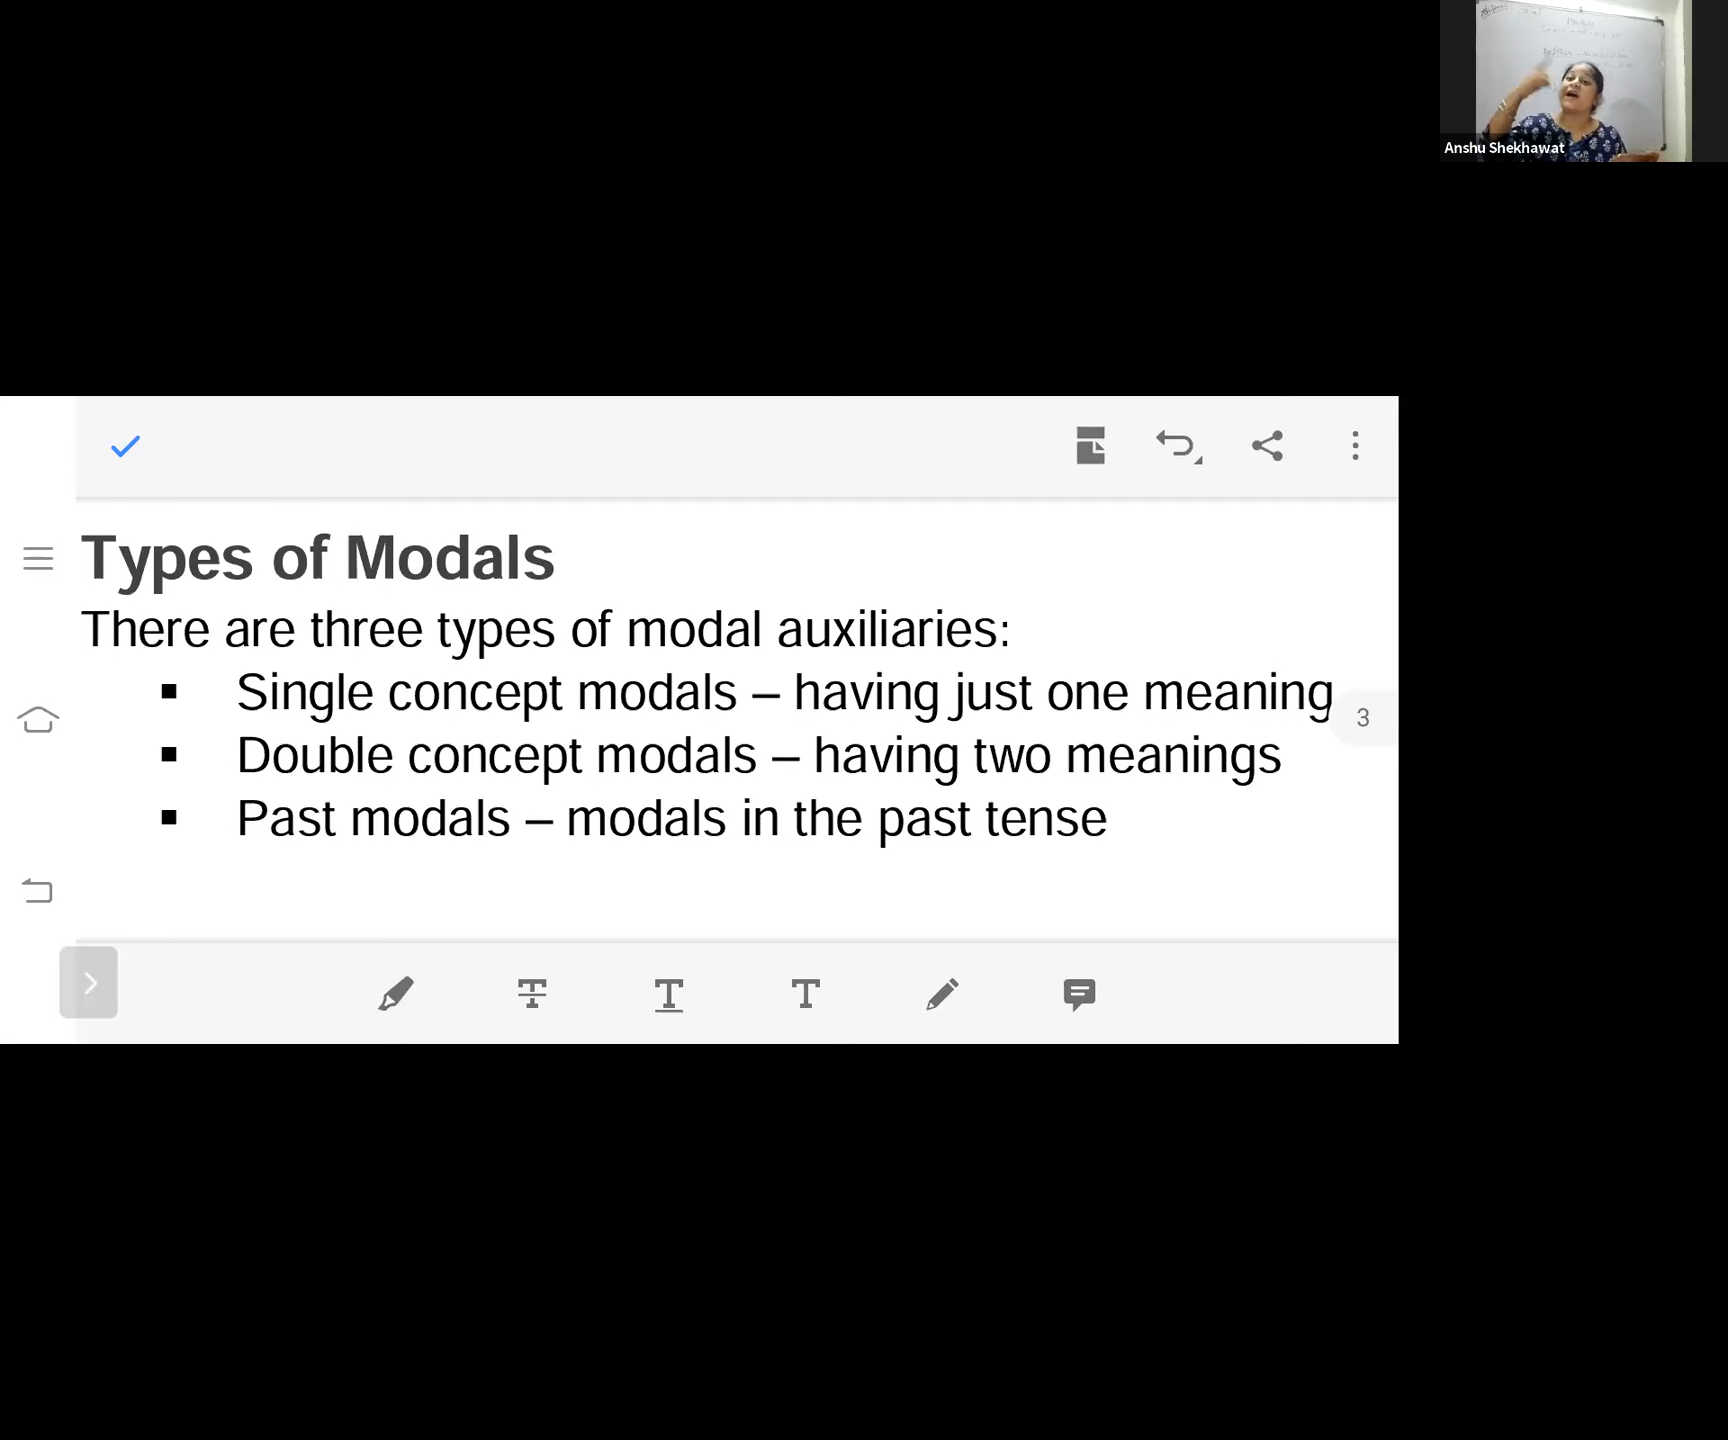 Anshu Shekhawat
Types of Modals
There are three types of modal auxiliaries:
▪ Single concept modals – having just one meaning
3
▪ Double concept modals – having two meanings
▪ Past modals – modals in the past tense